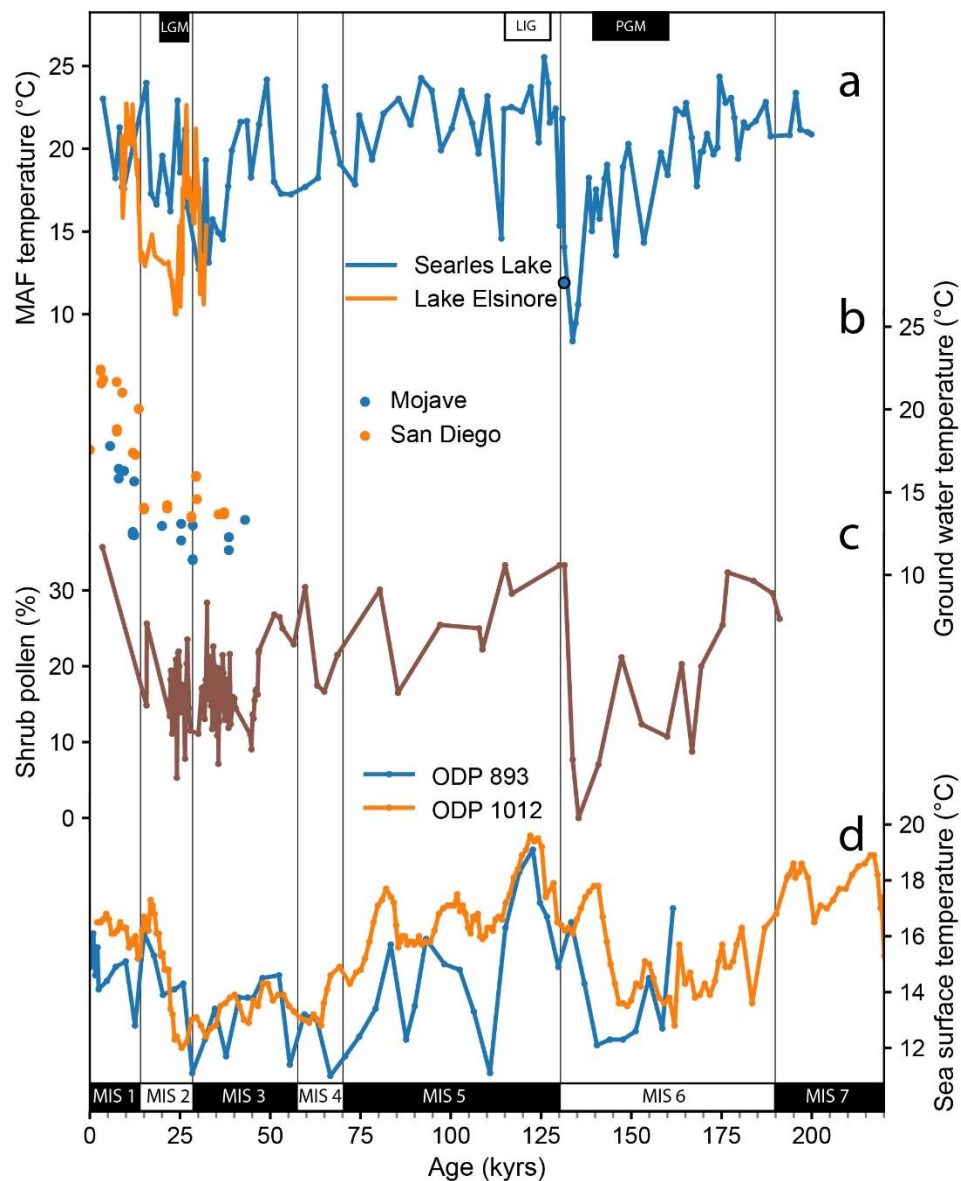 LGM LIG PGM
a
25
20
15
10
MAF temperature (°C)
Searles Lake
Lake Elsinore
b
25
20
15
10
Ground water temperature (°C)
Mojave
San Diego
c
30
20
10
0
Shrub pollen (%)
ODP 893
ODP 1012
d
20
18
16
14
12
Sea surface temperature (°C)
MIS 1 MIS 2 MIS 3 MIS 4 MIS 5 MIS 6 MIS 7
0 25 50 75 100 125 150 175 200
Age (kyrs)